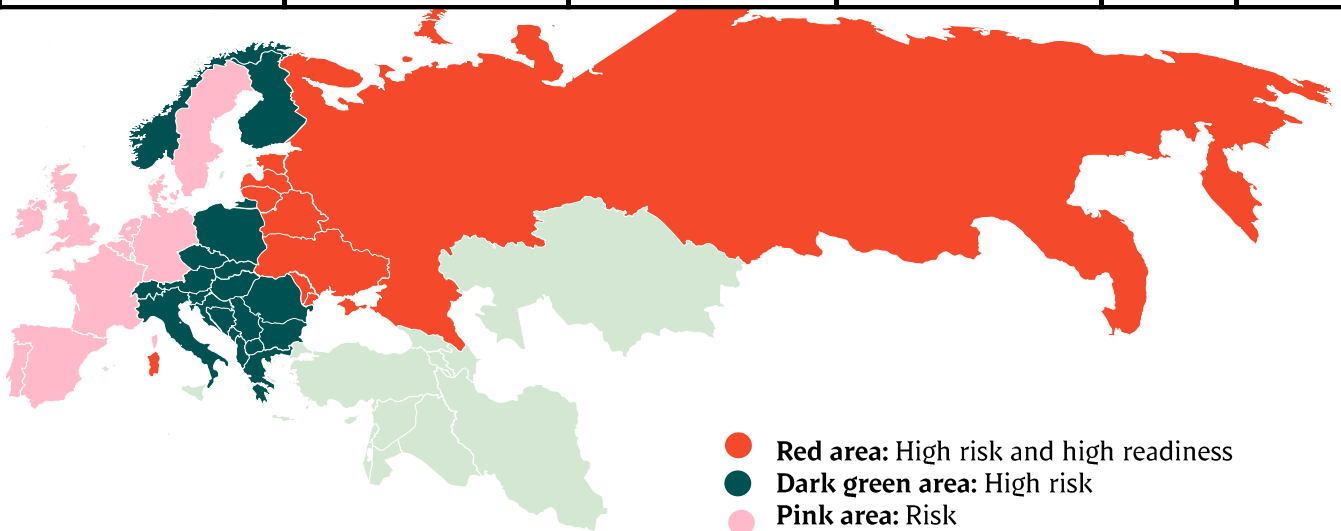 Red area: High risk and high readiness
Dark green area: High risk
Pink area: Risk